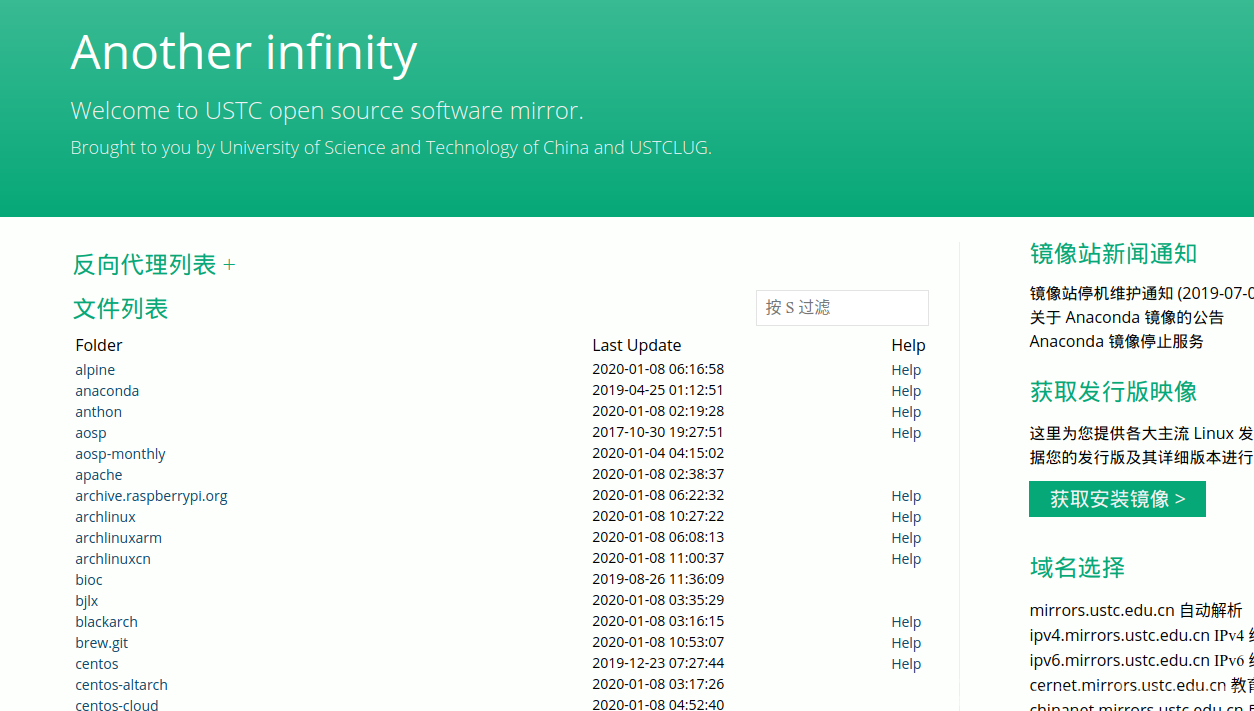 Another infinity
Welcome to USTC open source software mirror.
Brought to you by University of Science and Technology of China and USTCLUG.
反向代理列表 +
文件列表
按 S 过滤
Folder Last Update Help
alpine 2020-01-08 06:16:58 Help
anaconda 2019-04-25 01:12:51 Help
anthon 2020-01-08 02:19:28 Help
aosp 2017-10-30 19:27:51 Help
aosp-monthly 2020-01-04 04:15:02
apache 2020-01-08 02:38:37
archive.raspberrypi.org 2020-01-08 06:22:32 Help
archlinux 2020-01-08 10:27:22 Help
archlinuxarm 2020-01-08 06:08:13 Help
archlinuxcn 2020-01-08 11:00:37 Help
bioc 2019-08-26 11:36:09
bjlx 2020-01-08 03:35:29
blackarch 2020-01-08 03:16:15 Help
brew.git 2020-01-08 10:53:07 Help
centos 2019-12-23 07:27:44 Help
centos-altarch 2020-01-08 03:17:26
centos-cloud 2020-01-08 04:52:40
镜像站新闻通知
镜像站停机维护通知 (2019-07-0
关于 Anaconda 镜像的公告
Anaconda 镜像停止服务
获取发行版映像
这里为您提供各大主流 Linux 发
据您的发行版及其详细版本进行
获取安装镜像 >
域名选择
mirrors.ustc.edu.cn 自动解析
ipv4.mirrors.ustc.edu.cn IPv4
ipv6.mirrors.ustc.edu.cn IPv6
cernet.mirrors.ustc.edu.cn 教育
chinanet.mirrors.ustc.edu.cn